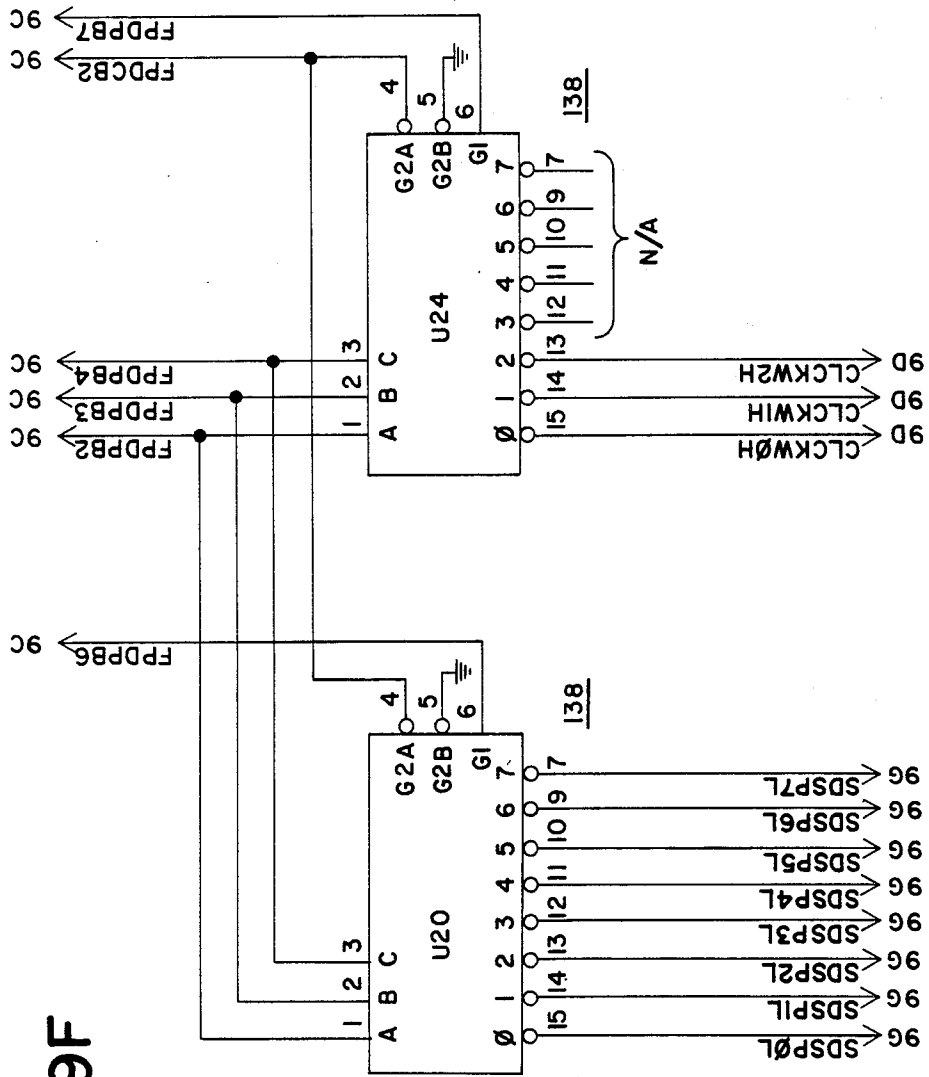 9F
9C FPDPB7
9C FPDCB2
9C FPDPB4
9C FPDPB3
9C FPDPB2
9C FPDPB6
4 5 6
G2A G2B G1
138
U24
3 2 1
C B A
7 6 5 4 3 2 1 Ø
7 9 10 11 12 13 14 15
N/A
CLCKW2H 9D
CLCKW1H 9D
CLCKWØH 9D
4 5 6
G2A G2B G1
138
U20
3 2 1
C B A
7 6 5 4 3 2 1 Ø
7 9 10 11 12 13 14 15
SDSP7L 9G
SDSP6L 9G
SDSP5L 9G
SDSP4L 9G
SDSP3L 9G
SDSP2L 9G
SDSP1L 9G
SDSPØL 9G